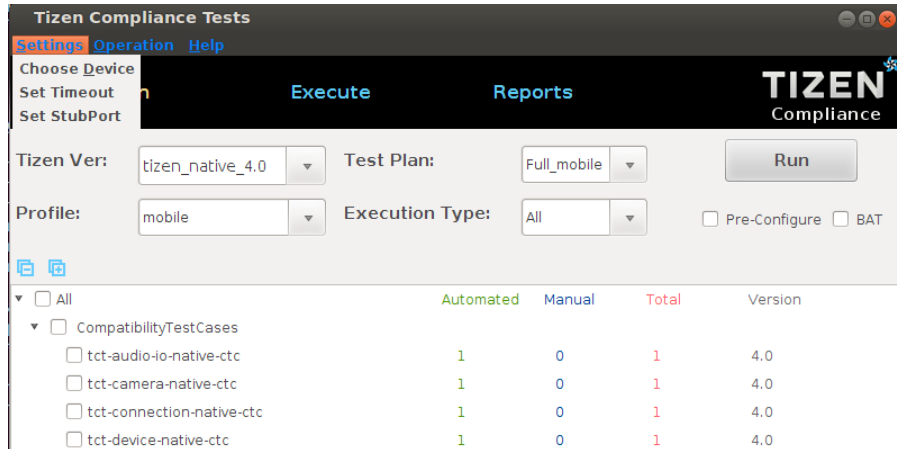 Tizen Compliance Tests
Settings Operation Help
Choose Device
Set Timeout
Set StubPort
n Execute Reports
TIZEN
Compliance
Tizen Ver: tizen_native_4.0 Test Plan: Full_mobile Run
Profile: mobile Execution Type: All Pre-Configure BAT
All Automated Manual Total Version
CompatibilityTestCases
tct-audio-io-native-ctc 1 0 1 4.0
tct-camera-native-ctc 1 0 1 4.0
tct-connection-native-ctc 1 0 1 4.0
tct-device-native-ctc 1 0 1 4.0